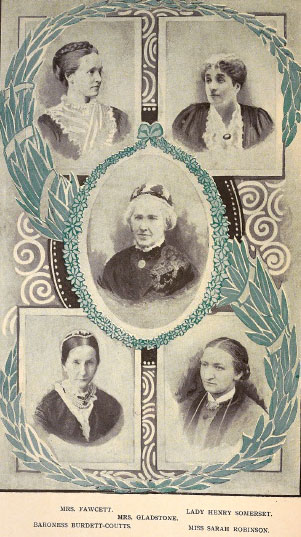 MRS. FAWCETT. LADY HENRY SOMERSET.
MRS. GLADSTONE.
BARONESS BURDETT-COUTTS. MISS SARAH ROBINSON.